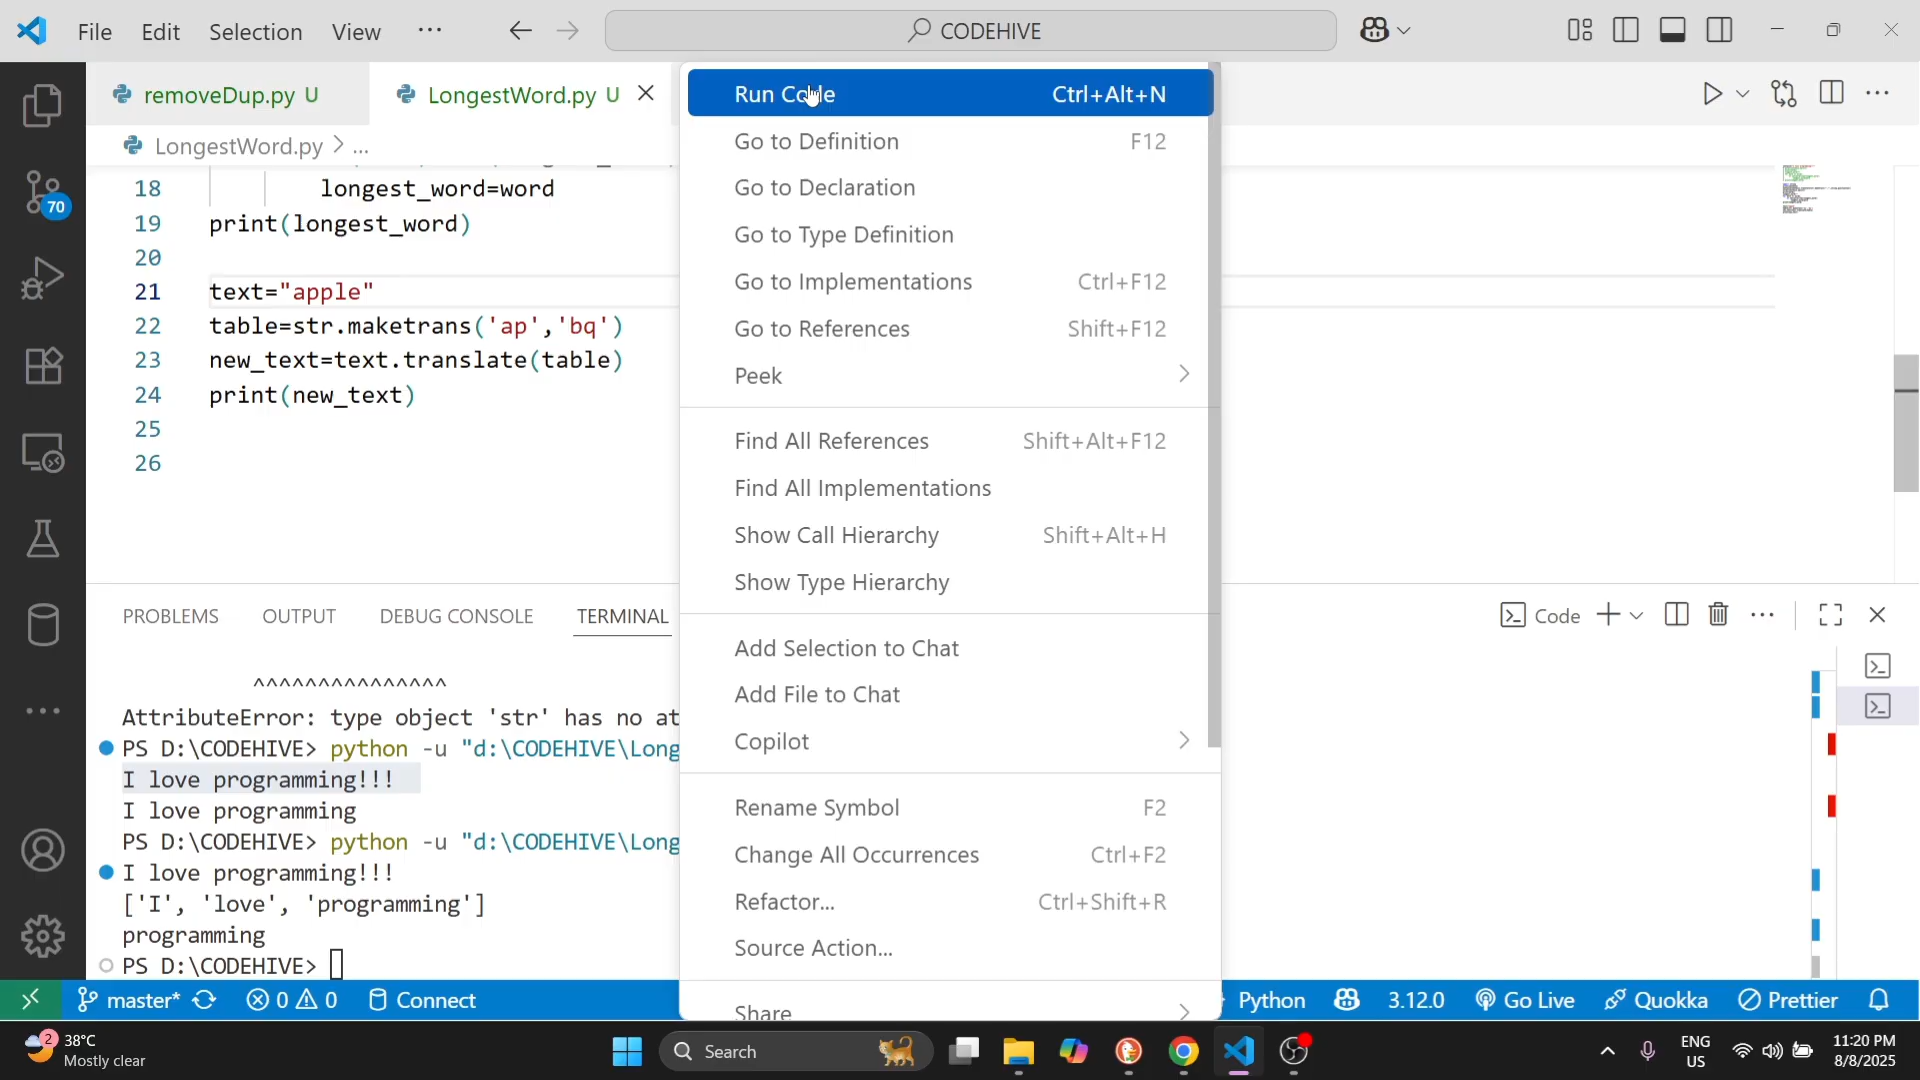 File Edit Selection View ··· CODEHIVE
removeDup.py U LongestWord.py U
LongestWord.py > ...
18 longest_word=word
19 print(longest_word)
20
21 text="apple"
22 table=str.maketrans('ap','bq')
23 new_text=text.translate(table)
24 print(new_text)
25
26
70
Run Code Ctrl+Alt+N
Go to Definition F12
Go to Declaration
Go to Type Definition
Go to Implementations Ctrl+F12
Go to References Shift+F12
Peek
Find All References Shift+Alt+F12
Find All Implementations
Show Call Hierarchy Shift+Alt+H
Show Type Hierarchy
Add Selection to Chat
Add File to Chat
Copilot
Rename Symbol F2
Change All Occurrences Ctrl+F2
Refactor... Ctrl+Shift+R
Source Action...
Share
PROBLEMS OUTPUT DEBUG CONSOLE TERMINAL Code
^^^^^^^^^^^^^^^
AttributeError: type object 'str' has no at
PS D:\CODEHIVE> python -u "d:\CODEHIVE\Long
I love programming!!!
I love programming
PS D:\CODEHIVE> python -u "d:\CODEHIVE\Long
I love programming!!!
['I', 'love', 'programming']
programming
PS D:\CODEHIVE>
master* 0 0 Connect Python 3.12.0 Go Live Quokka Prettier
2 38°C
Mostly clear
Search
ENG
US
11:20 PM
8/8/2025